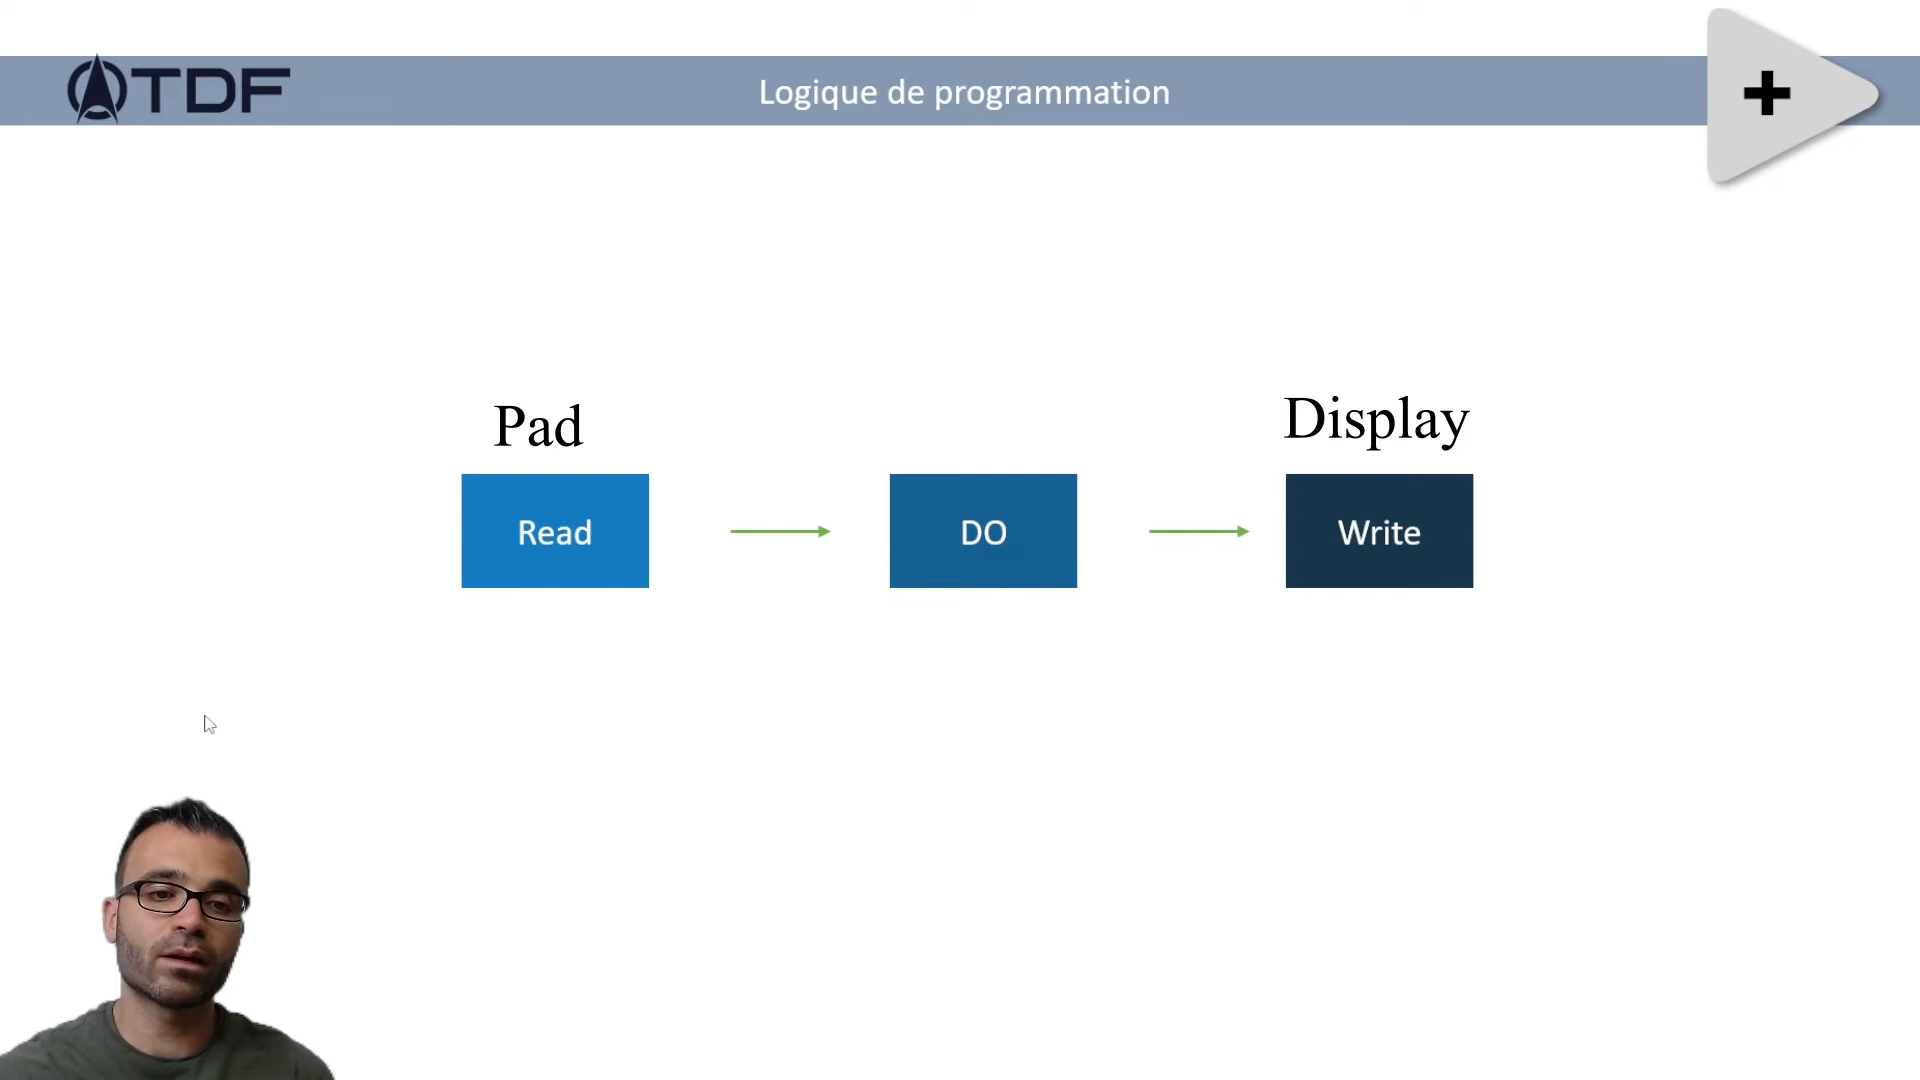 TDF
Logique de programmation
+
Pad
Display
Read
DO
Write